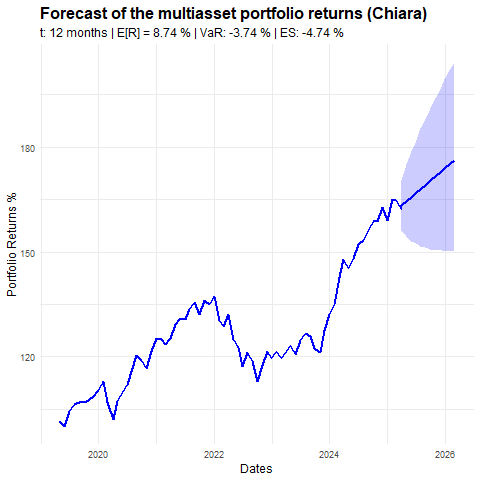 Forecast of the multiasset portfolio returns (Chiara)
t: 12 months | E[R] = 8.74 % | VaR: -3.74 % | ES: -4.74 %
Portfolio Returns %
180
150
120
2020 2022 2024 2026
Dates